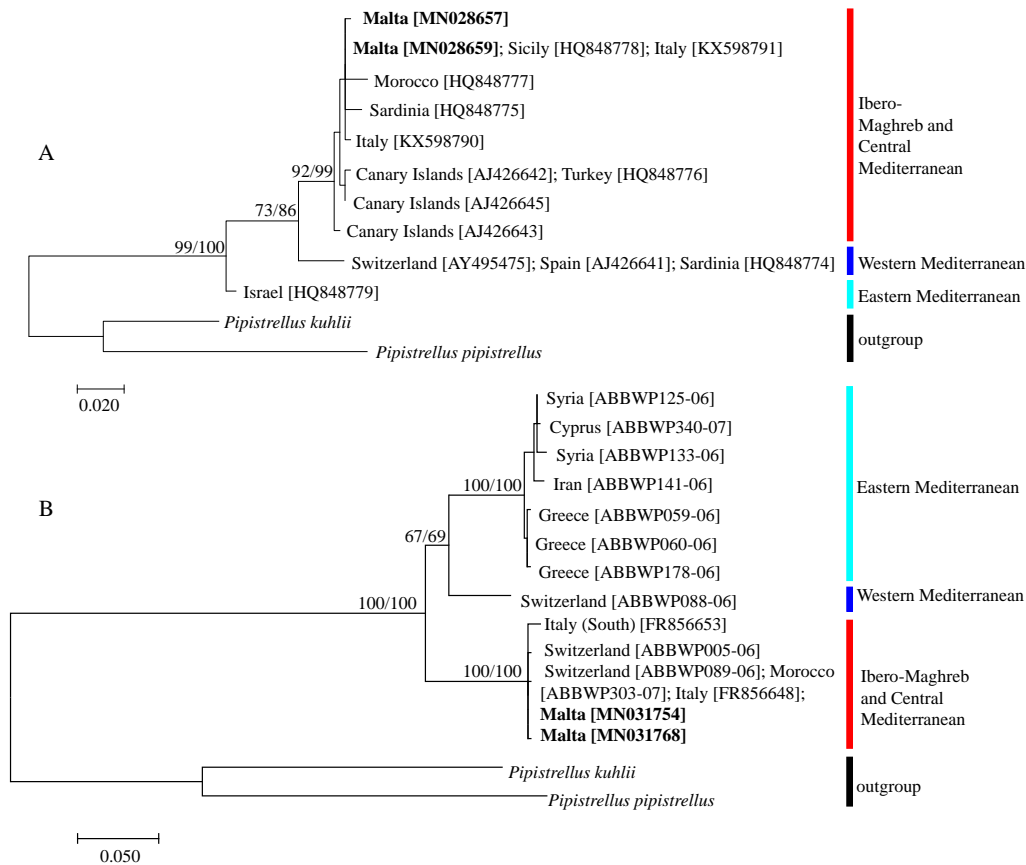 Malta [MN028657]
Malta [MN028659]; Sicily [HQ848778]; Italy [KX598791]
Morocco [HQ848777]
Sardinia [HQ848775]
Italy [KX598790]
Canary Islands [AJ426642]; Turkey [HQ848776]
Canary Islands [AJ426645]
Canary Islands [AJ426643]
Switzerland [AY495475]; Spain [AJ426641]; Sardinia [HQ848774]
Israel [HQ848779]
Pipistrellus kuhlii
Pipistrellus pipistrellus
A
92/99
73/86
99/100
0.020
Ibero-
Maghreb and
Central
Mediterranean
Western Mediterranean
Eastern Mediterranean
outgroup
Syria [ABBWP125-06]
Cyprus [ABBWP340-07]
Syria [ABBWP133-06]
Iran [ABBWP141-06]
Greece [ABBWP059-06]
Greece [ABBWP060-06]
Greece [ABBWP178-06]
Switzerland [ABBWP088-06]
Italy (South) [FR856653]
Switzerland [ABBWP005-06]
Switzerland [ABBWP089-06]; Morocco
[ABBWP303-07]; Italy [FR856648];
Malta [MN031754]
Malta [MN031768]
Pipistrellus kuhlii
Pipistrellus pipistrellus
B
100/100
67/69
100/100
100/100
0.050
Eastern Mediterranean
Western Mediterranean
Ibero-Maghreb
and Central
Mediterranean
outgroup